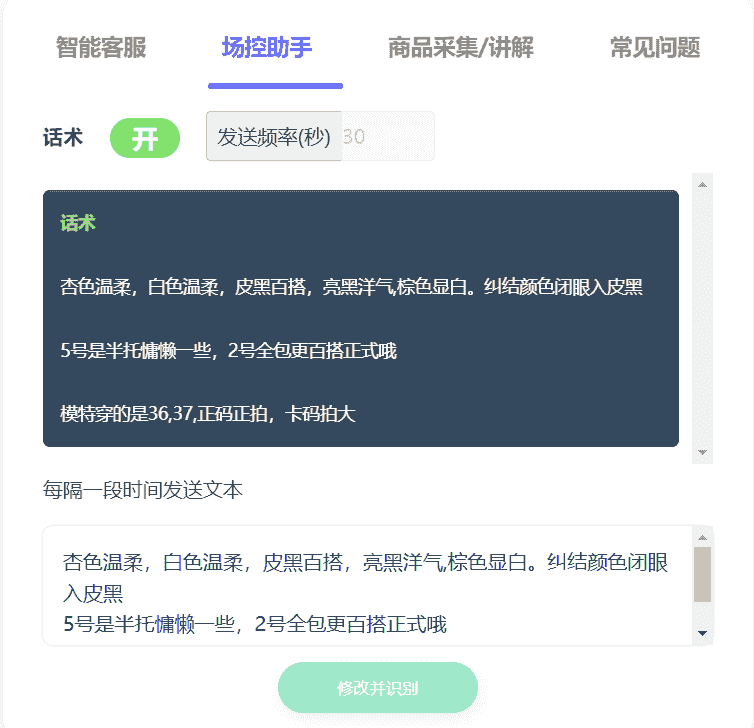 智能客服 场控助手 商品采集/讲解 常见问题
话术 开 发送频率(秒) 30
话术
杏色温柔，白色温柔，皮黑百搭，亮黑洋气,棕色显白。纠结颜色闭眼入皮黑
5号是半托慵懒一些，2号全包更百搭正式哦
模特穿的是36,37,正码正拍，卡码拍大
每隔一段时间发送文本
杏色温柔，白色温柔，皮黑百搭，亮黑洋气,棕色显白。纠结颜色闭眼
入皮黑
5号是半托慵懒一些，2号全包更百搭正式哦
修改并识别